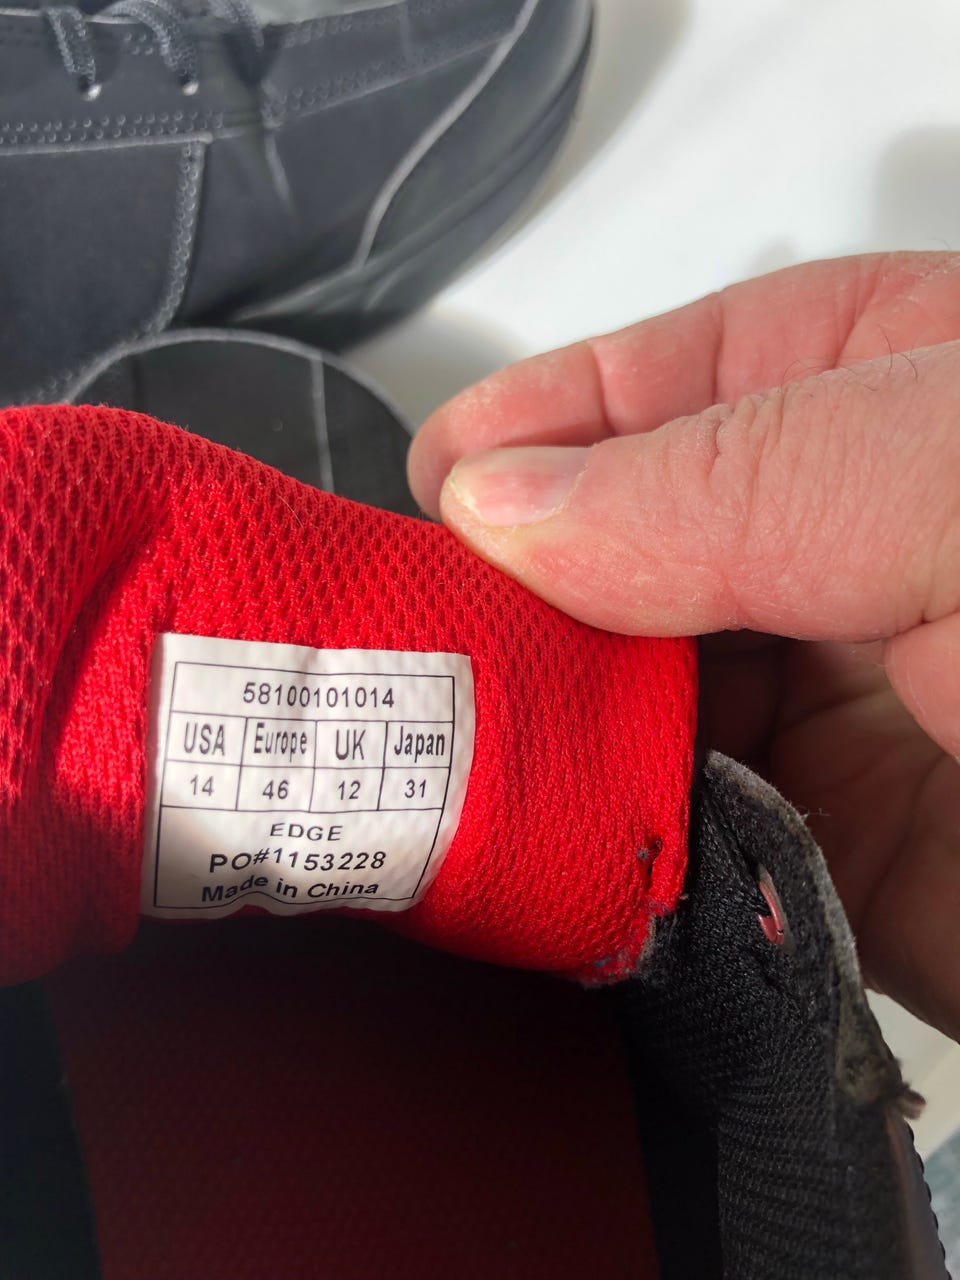 58100101014
USA Europe UK Japan
14 46 12 31
EDGE
PO#1153228
Made in China